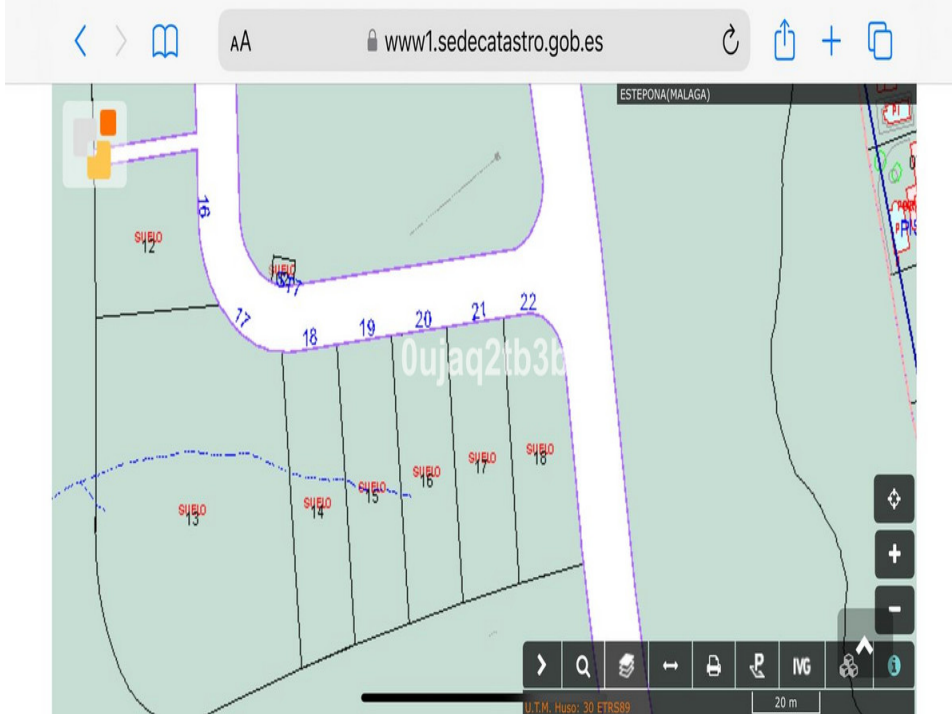 AA
www1.sedecatastro.gob.es
ESTEPONA(MALAGA)
16
SUELO
12
SUELO
17
18
19
20
21
22
0ujaq2tb3b
SUELO
13
SUELO
14
SUELO
15
SUELO
16
SUELO
17
SUELO
18
IVG
U.T.M. Huso: 30 ETRS89
20 m